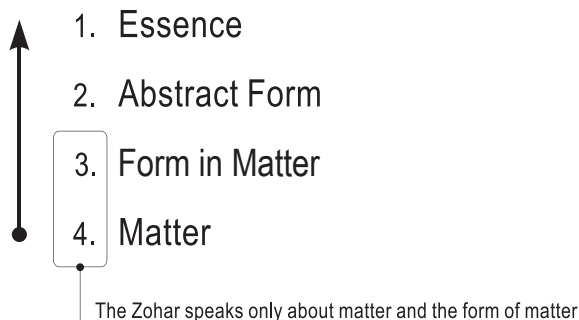 1. Essence
2. Abstract Form
3. Form in Matter
4. Matter
The Zohar speaks only about matter and the form of matter